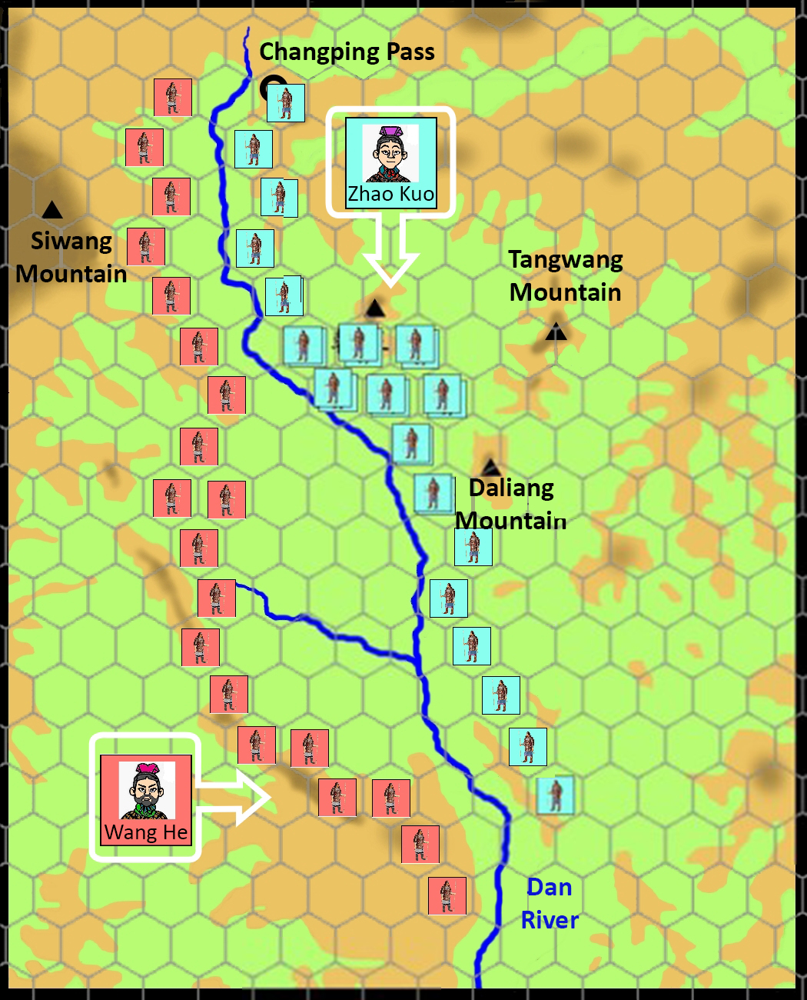 Changping Pass
Zhao Kuo
Siwang
Mountain
Tangwang
Mountain
Daliang
Mountain
Wang He
Dan
River